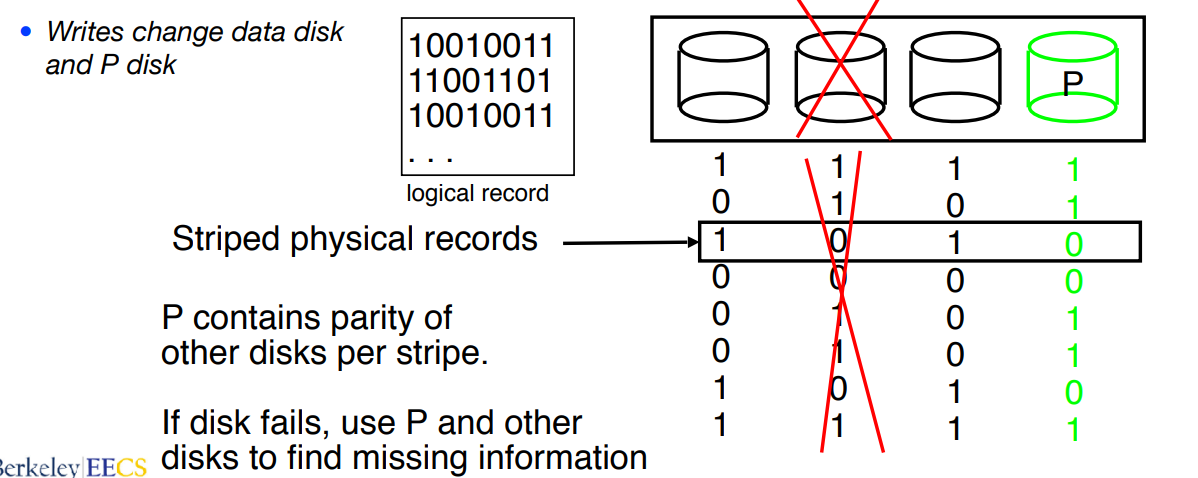 • Writes change data disk
and P disk
10010011
11001101
10010011
. . .
logical record
P
Striped physical records
P contains parity of
other disks per stripe.
If disk fails, use P and other
disks to find missing information
1 1 1 1
0 1 0 1
1 0 1 0
0 0 0 0
0 1 0 1
0 1 0 1
1 0 1 0
1 1 1 1
Berkeley EECS